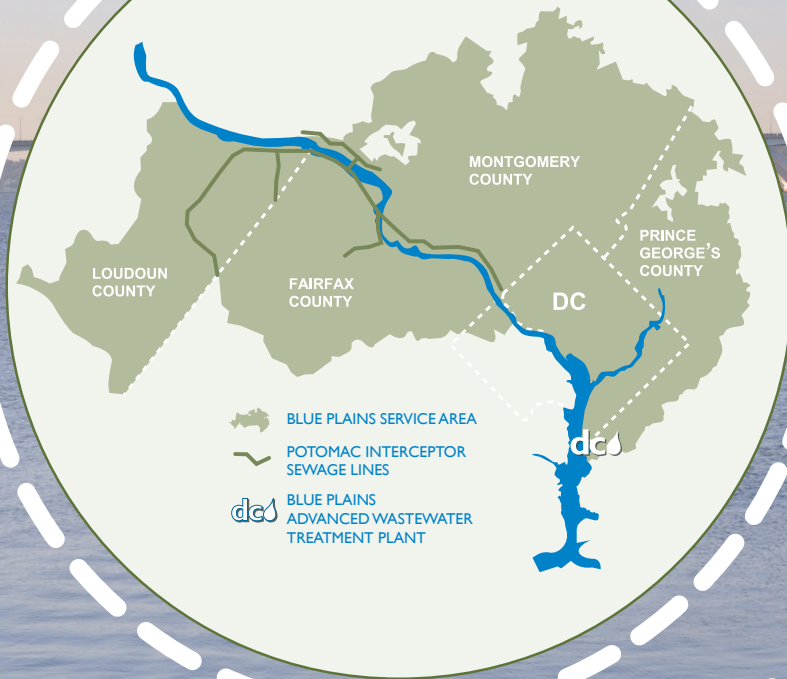 MONTGOMERY
COUNTY
PRINCE
GEORGE'S
COUNTY
LOUDOUN
COUNTY
FAIRFAX
COUNTY
DC
dc
BLUE PLAINS SERVICE AREA
POTOMAC INTERCEPTOR
SEWAGE LINES
dc
BLUE PLAINS
ADVANCED WASTEWATER
TREATMENT PLANT